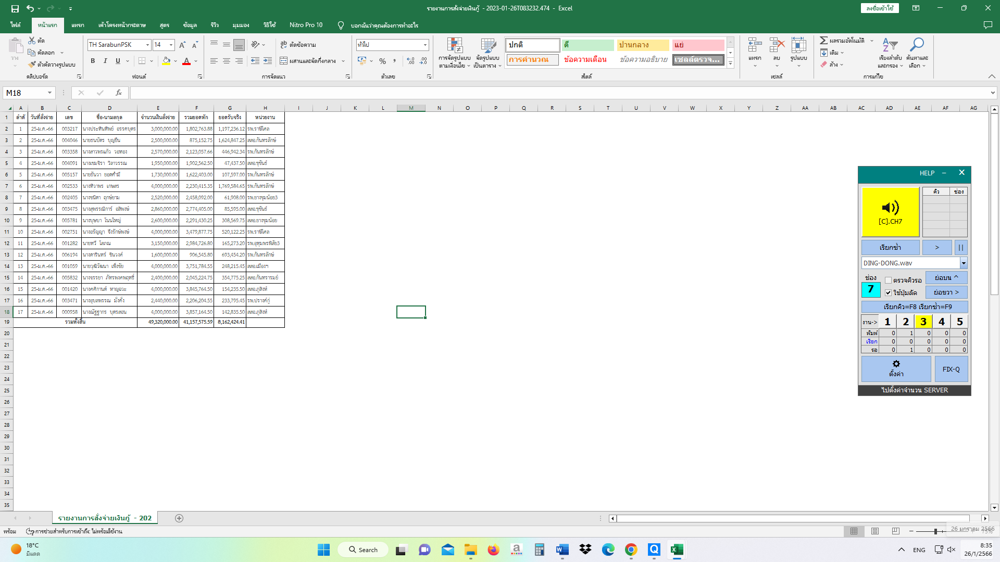 รายงานการสั่งจ่ายเงินกู้ - 2023-01-26T083232.474 - Excel
ลงชื่อเข้าใช้
ไฟล์ หน้าแรก แทรก เค้าโครงหน้ากระดาษ สูตร ข้อมูล รีวิว มุมมอง วิธีใช้ Nitro Pro 10 บอกฉันว่าคุณต้องการทำอะไร
วาง ตัด คัดลอก ตัวคัดวางรูปแบบ
TH SarabunPSK 14
B I U
ตัดข้อความ
ผสานและจัดกึ่งกลาง
ทั่วไป
การจัดรูปแบบตามเงื่อนไข จัดรูปแบบเป็นตาราง
ปกติ ดี ปานกลาง แย่
การคำนวณ ข้อความเตือน ข้อความอธิบาย เซลล์ตรวจ...
แทรก ลบ รูปแบบ
ผลรวมอัตโนมัติ
เติม
ล้าง
เรียงลำดับและกรอง ค้นหาและเลือก
คลิปบอร์ด ฟอนต์ การจัดแนว ตัวเลข สไตล์ เซลล์ การแก้ไข
M18 fx
A B C D E F G H I J K L M N O P Q R S T U V W X Y Z AA AB AC AD AE AF AG
1 ลำดั วันที่สั่งจ่าย เลข ชื่อ-นามสกุล จำนวนเงินสั่งจ่าย รวมยอดหัก ยอดรับจริง หน่วยงาน
2 1 25-ม.ค.-66 003217 นางประทินทิพย์ อรรคบุตร 3,000,000.00 1,802,763.88 1,197,236.12 รพ.ราษีไศล
3 2 25-ม.ค.-66 004046 นายธนบัตร บุญยืน 2,500,000.00 875,152.75 1,624,847.25 สสอ.กันทรลักษ์
4 3 25-ม.ค.-66 003358 นางสาวพรแก้ว วอทอง 2,570,000.00 2,123,057.66 446,942.34 รพ.กันทรลักษ์
5 4 25-ม.ค.-66 004091 นางเขมจิรา วิลาวรรณ 1,950,000.00 1,902,562.50 47,437.50 สสอ.ขุขันธ์
6 5 25-ม.ค.-66 005157 นายธันวา ยอดคำมี 1,730,000.00 1,622,403.00 107,597.00 รพ.กันทรลักษ์
7 6 25-ม.ค.-66 002533 นางทิวาพร เกษสร 4,000,000.00 2,230,415.35 1,769,584.65 รพ.กันทรลักษ์
8 7 25-ม.ค.-66 002405 นางขนิดา ฤกษ์ยาม 2,520,000.00 2,458,092.00 61,908.00 รพ.ยางชุมน้อย3
9 8 25-ม.ค.-66 003475 นางสุพรรณิการ์ อสิพงษ์ 2,860,000.00 2,774,405.00 85,595.00 สสอ.ขุขันธ์
10 9 25-ม.ค.-66 005781 นางบุษบา โนนใหญ่ 2,600,000.00 2,291,430.25 308,569.75 สสอ.ยางชุมน้อย
11 10 25-ม.ค.-66 002751 นางอรัญญา จึงรักษ์พงษ์ 4,000,000.00 3,479,877.75 520,122.25 รพ.ราษีไศล
12 11 25-ม.ค.-66 001282 นายทวี โสภณ 3,150,000.00 2,984,726.80 165,273.20 รพ.อุทุมพรพิสัย3
13 12 25-ม.ค.-66 006194 นางดารินทร์ ชินวงศ์ 1,600,000.00 906,545.80 693,454.20 รพ.กันทรลักษ์
14 13 25-ม.ค.-66 001059 นายวุฒิวัฒนา เพ็งชัย 4,000,000.00 3,751,784.55 248,215.45 สสอ.เมืองฯ
15 14 25-ม.ค.-66 005832 นางจรรยา ภัทรพงศพฤทธิ์ 2,400,000.00 2,045,224.75 354,775.25 สสอ.กันทรารมย์
16 15 25-ม.ค.-66 001420 นางศศิกานต์ หาญฉวะ 4,000,000.00 3,845,764.50 154,235.50 สสอ.ภูสิงห์
17 16 25-ม.ค.-66 003471 นางอุบลพรรณ มั่งคั่ง 2,440,000.00 2,206,204.55 233,795.45 รพ.ปรางค์กู่
18 17 25-ม.ค.-66 000958 นางณัฐฐากร บุตรสอน 4,000,000.00 3,857,164.50 142,835.50 สสอ.ภูสิงห์
19 รวมทั้งสิ้น 49,320,000.00 41,157,575.59 8,162,424.41
20
21
22
23
24
25
26
27
28
29
30
31
32
33
34
35
HELP
คิว ช่อง
[C].CH7
เรียกซ้ำ > ||
DING-DONG.wav
ช่อง ตรวจคิวรอ ย่อบน ^
7 ใช้ปุ่มลัด ย่อขวา >
เรียกคิว=F8 เรียกซ้ำ=F9
งาน-> 1 2 3 4 5
พิมพ์ 0 1 0 0 0
เรียก 0 0 0 0 0
รอ 0 1 0 0 0
ตั้งค่า FIX-Q
ไปตั้งค่าจำนวน SERVER
รายงานการสั่งจ่ายเงินกู้ - 202
พร้อม การช่วยสำหรับการเข้าถึง: ไม่พร้อมใช้งาน
26 มกราคม 2566
18°C
มีแดด
Search
ENG
8:35
26/1/2566